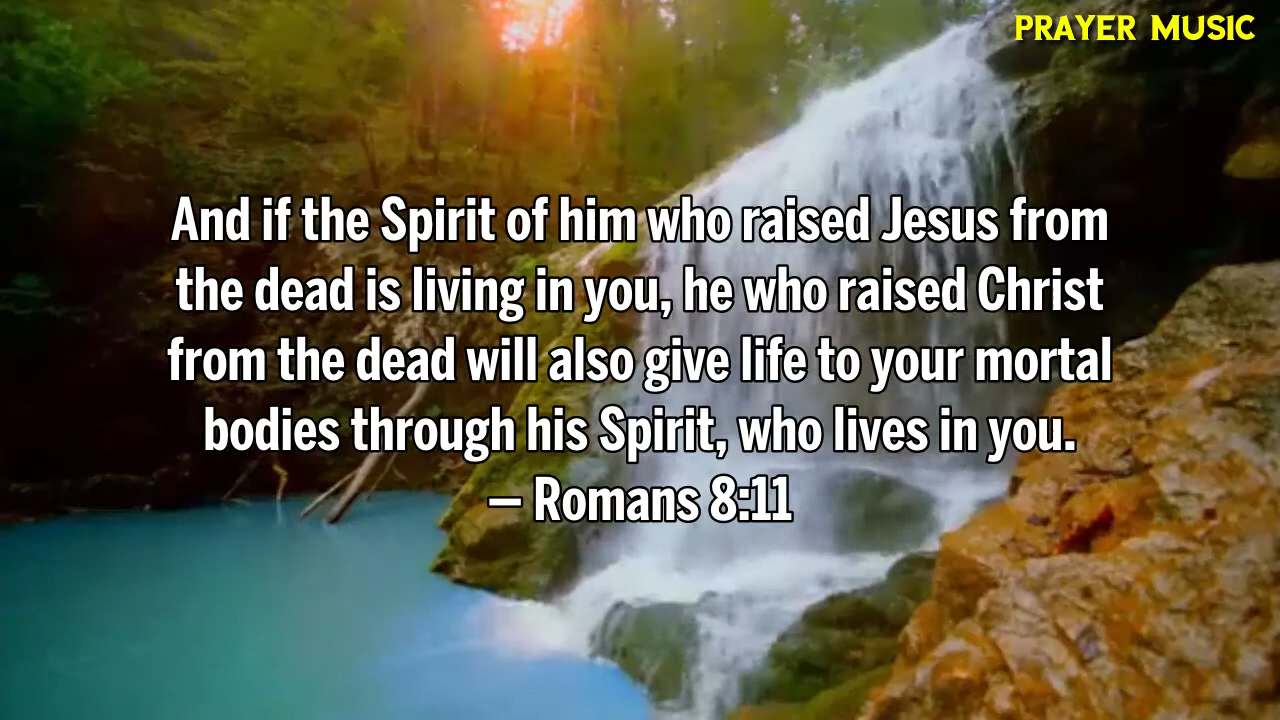 PRAYER MUSIC
And if the Spirit of him who raised Jesus from
the dead is living in you, he who raised Christ
from the dead will also give life to your mortal
bodies through his Spirit, who lives in you.
– Romans 8:11